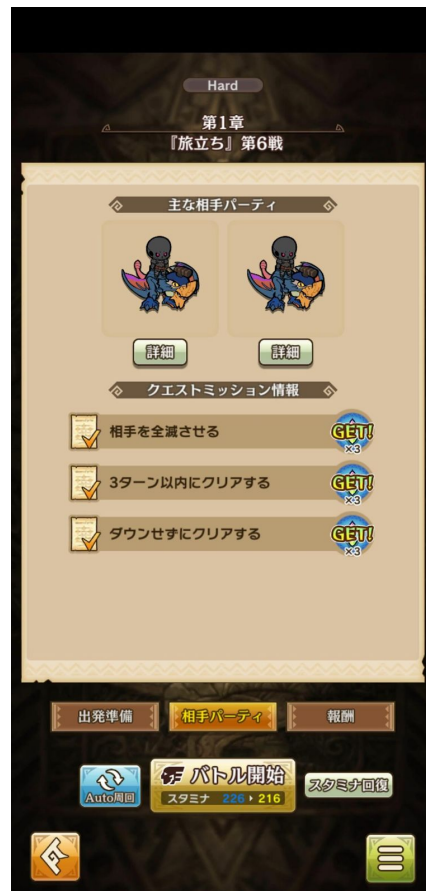 Hard
第1章
『旅立ち』第6戦
主な相手パーティ
詳細
詳細
クエストミッション情報
相手を全滅させる
GET!
×3
3ターン以内にクリアする
GET!
×3
ダウンせずにクリアする
GET!
×3
出発準備
相手パーティ
報酬
Auto周回
バトル開始
スタミナ 226 ▸ 216
スタミナ回復